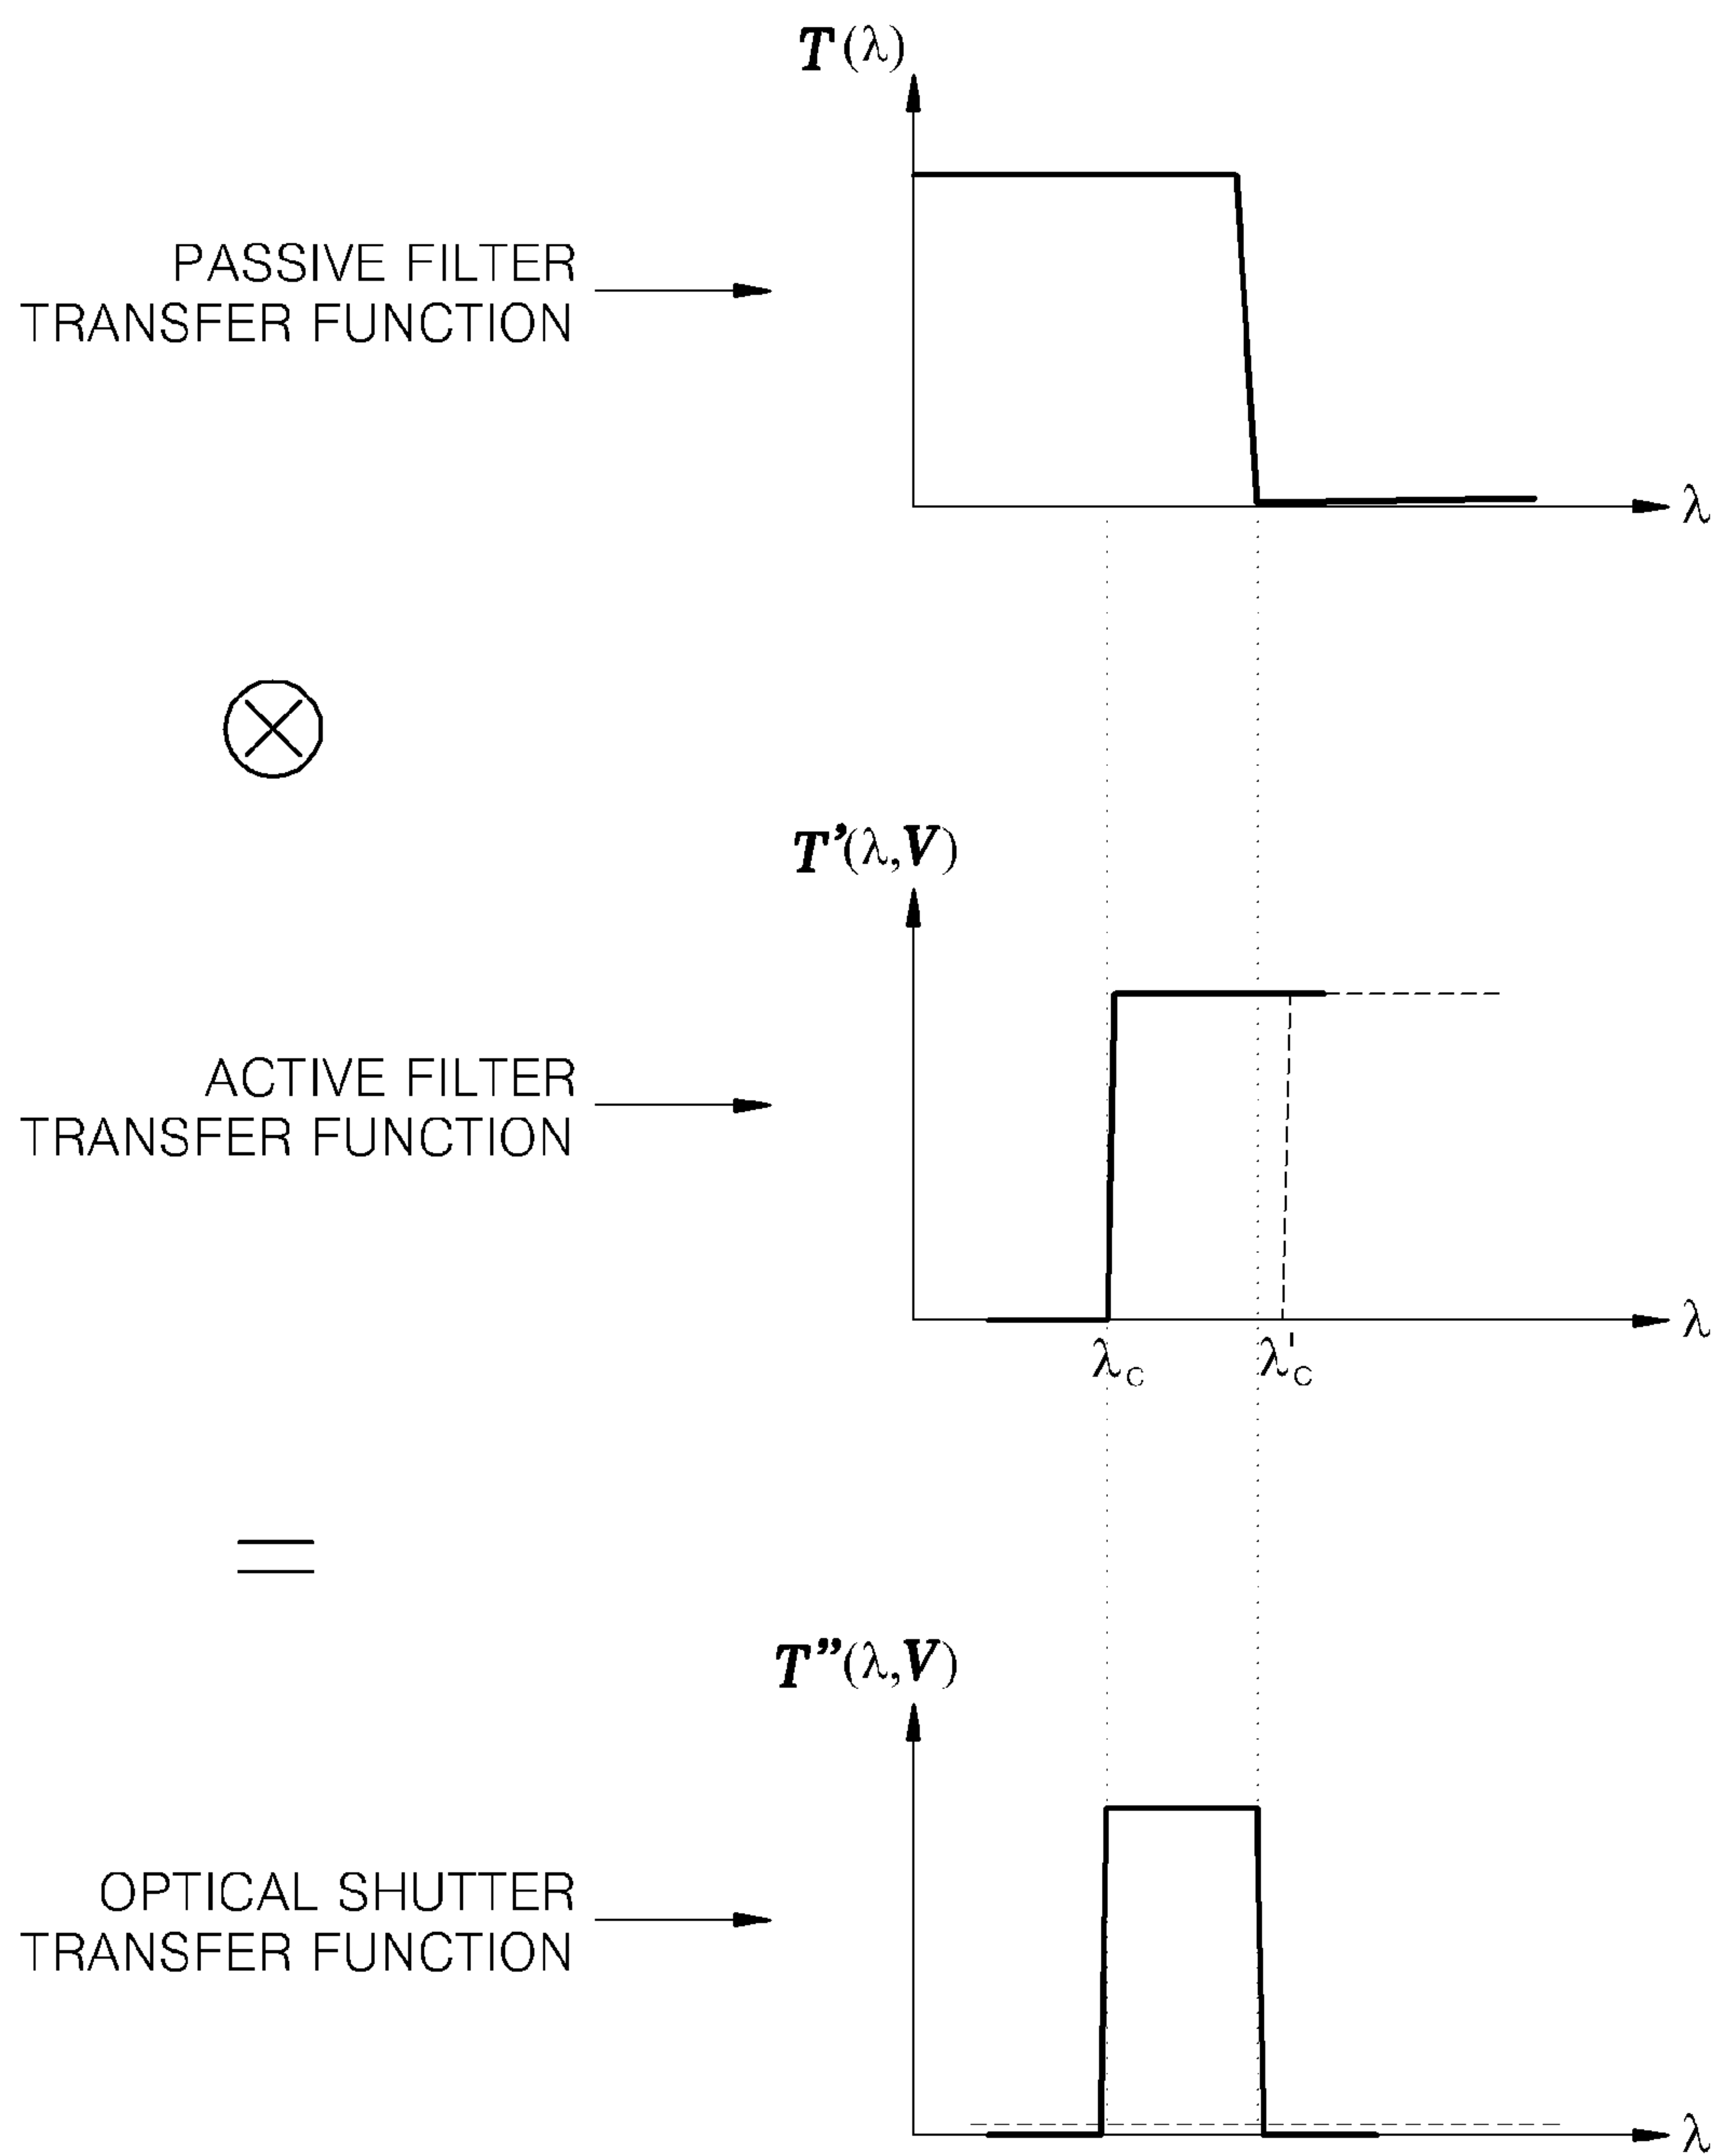 T(λ)
PASSIVE FILTER
TRANSFER FUNCTION
λ
⊗
T'(λ,V)
ACTIVE FILTER
TRANSFER FUNCTION
λ
λc λ'c
=
T"(λ,V)
OPTICAL SHUTTER
TRANSFER FUNCTION
λ